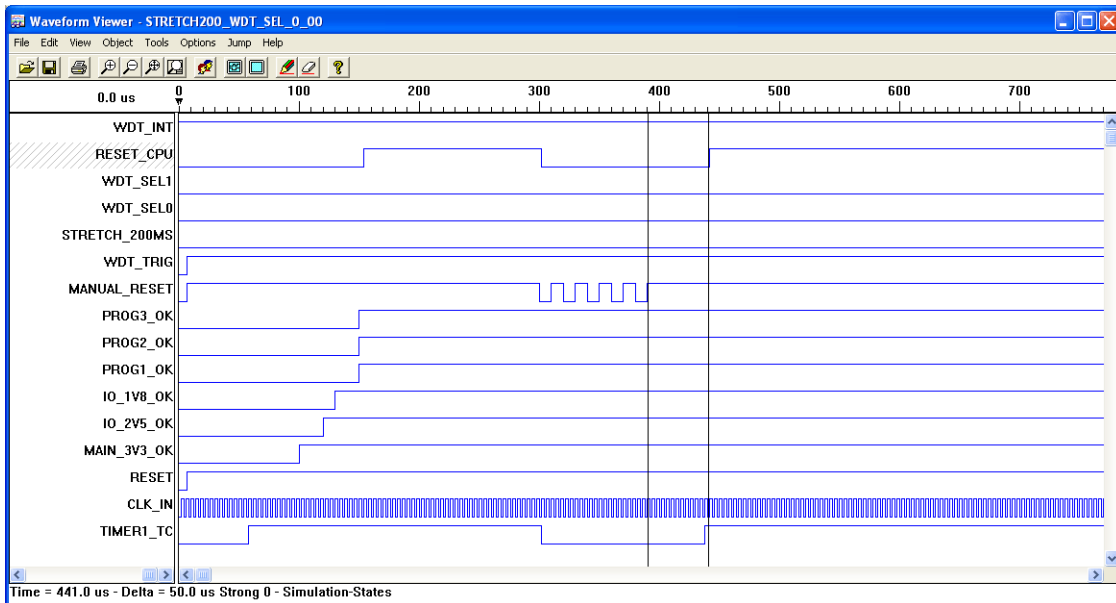 Waveform Viewer - STRETCH200_WDT_SEL_0_00
File Edit View Object Tools Options Jump Help
0.0 us 0 100 200 300 400 500 600 700
WDT_INT
RESET_CPU
WDT_SEL1
WDT_SEL0
STRETCH_200MS
WDT_TRIG
MANUAL_RESET
PROG3_OK
PROG2_OK
PROG1_OK
IO_1V8_OK
IO_2V5_OK
MAIN_3V3_OK
RESET
CLK_IN
TIMER1_TC
Time = 441.0 us - Delta = 50.0 us Strong 0 - Simulation-States